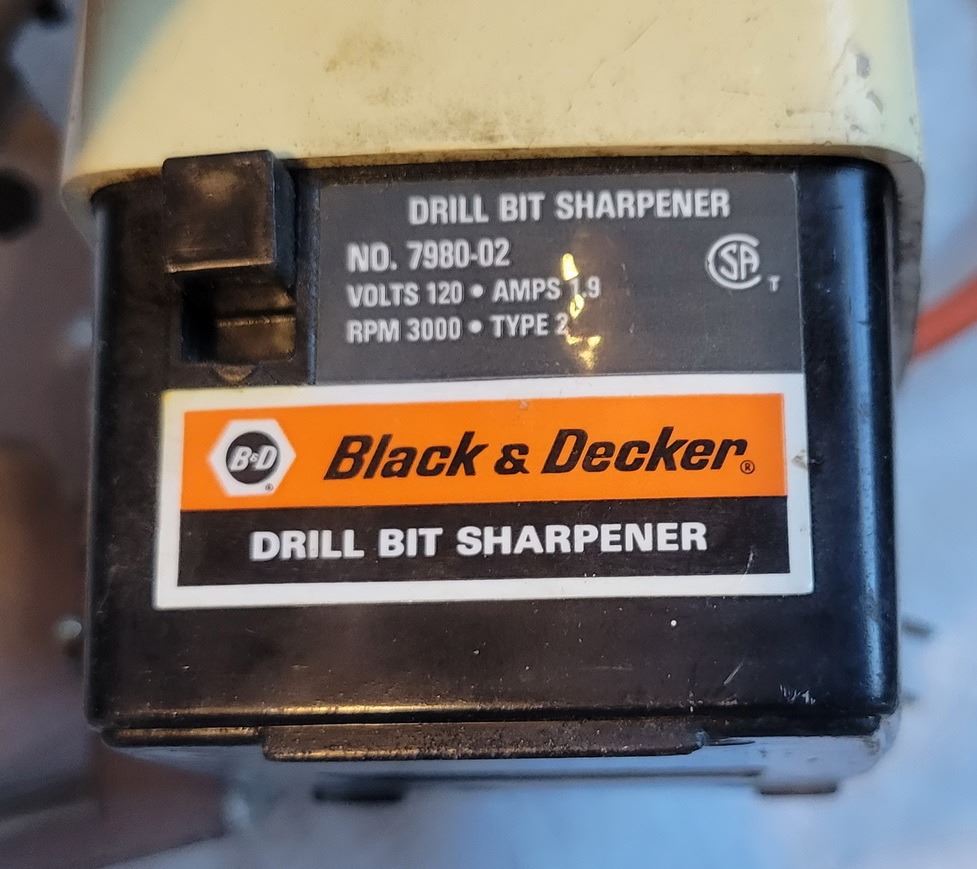 DRILL BIT SHARPENER
NO. 7980-02
VOLTS 120 • AMPS 1.9
RPM 3000 • TYPE 2
CSA T
B&D ®
Black & Decker®
DRILL BIT SHARPENER